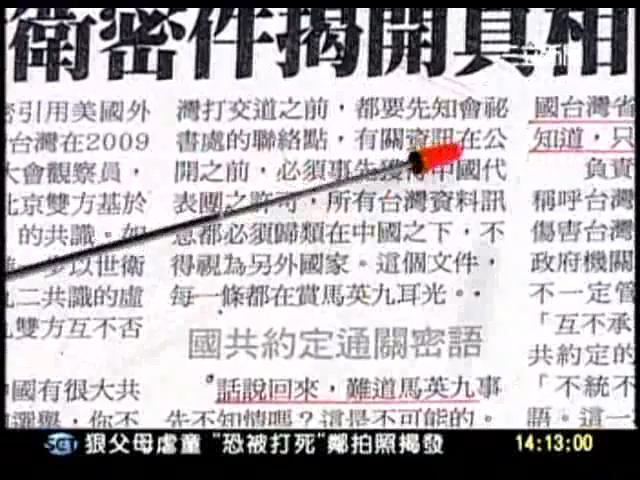 衛密件揭開真相
引用美國外
台灣在2009
大會觀察員，
北京雙方基於
的共識。如
步以世衛
九二共識的虛
雙方互不否
中國有很大共
選舉，你不
灣打交道之前，都要先知會祕
書處的聯絡點，有關資訊在公
開之前，必須事先獲 中國代
表團之許可，所有台灣資料訊
息都必須歸類在中國之下，不
得視為另外國家。這個文件，
每一條都在賞馬英九耳光。
國共約定通關密語
話說回來，難道馬英九事
先不知情嗎？這是不可能的。
國台灣省
知道，只
負責
稱呼台灣
傷害台灣
政府機關
不一定管
「互不承
共約定的
「不統不
語。這一
SET 狠父母虐童 "恐被打死"鄰拍照揭發 14:13:00